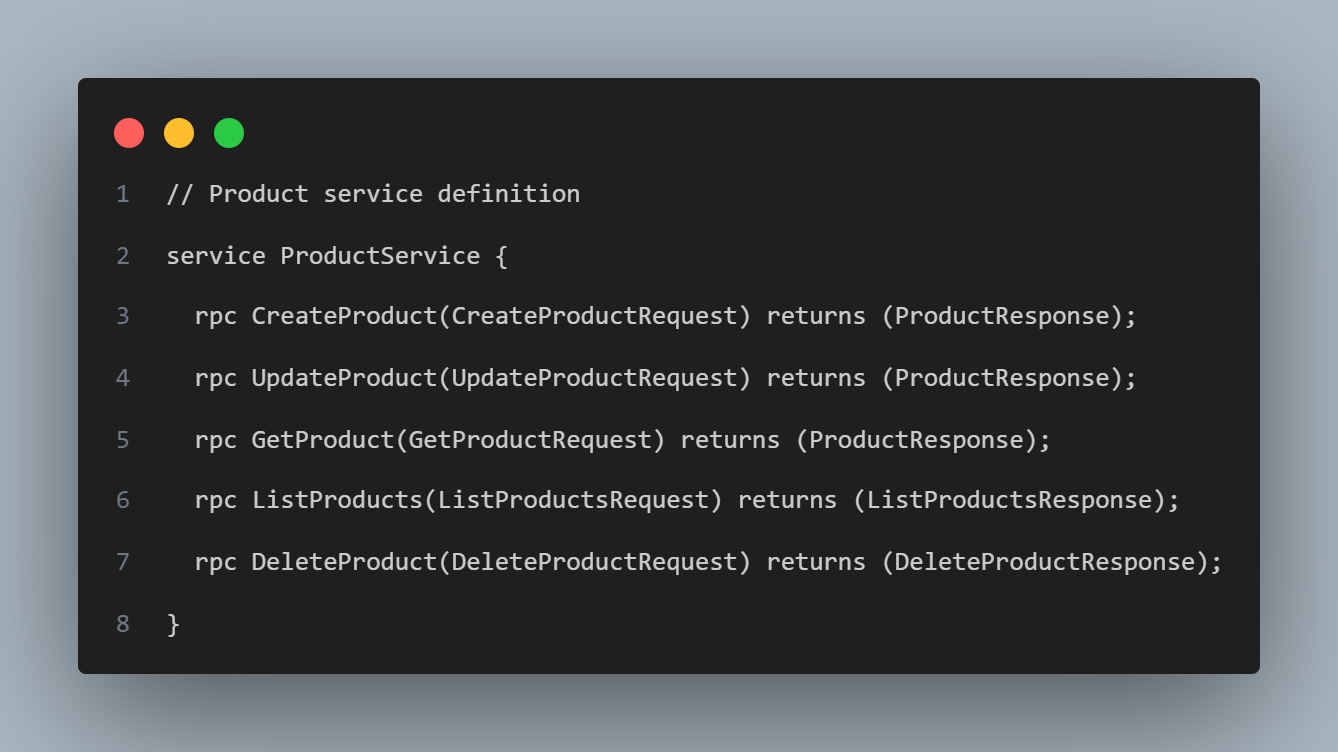 1 // Product service definition
2 service ProductService {
3 rpc CreateProduct(CreateProductRequest) returns (ProductResponse);
4 rpc UpdateProduct(UpdateProductRequest) returns (ProductResponse);
5 rpc GetProduct(GetProductRequest) returns (ProductResponse);
6 rpc ListProducts(ListProductsRequest) returns (ListProductsResponse);
7 rpc DeleteProduct(DeleteProductRequest) returns (DeleteProductResponse);
8 }